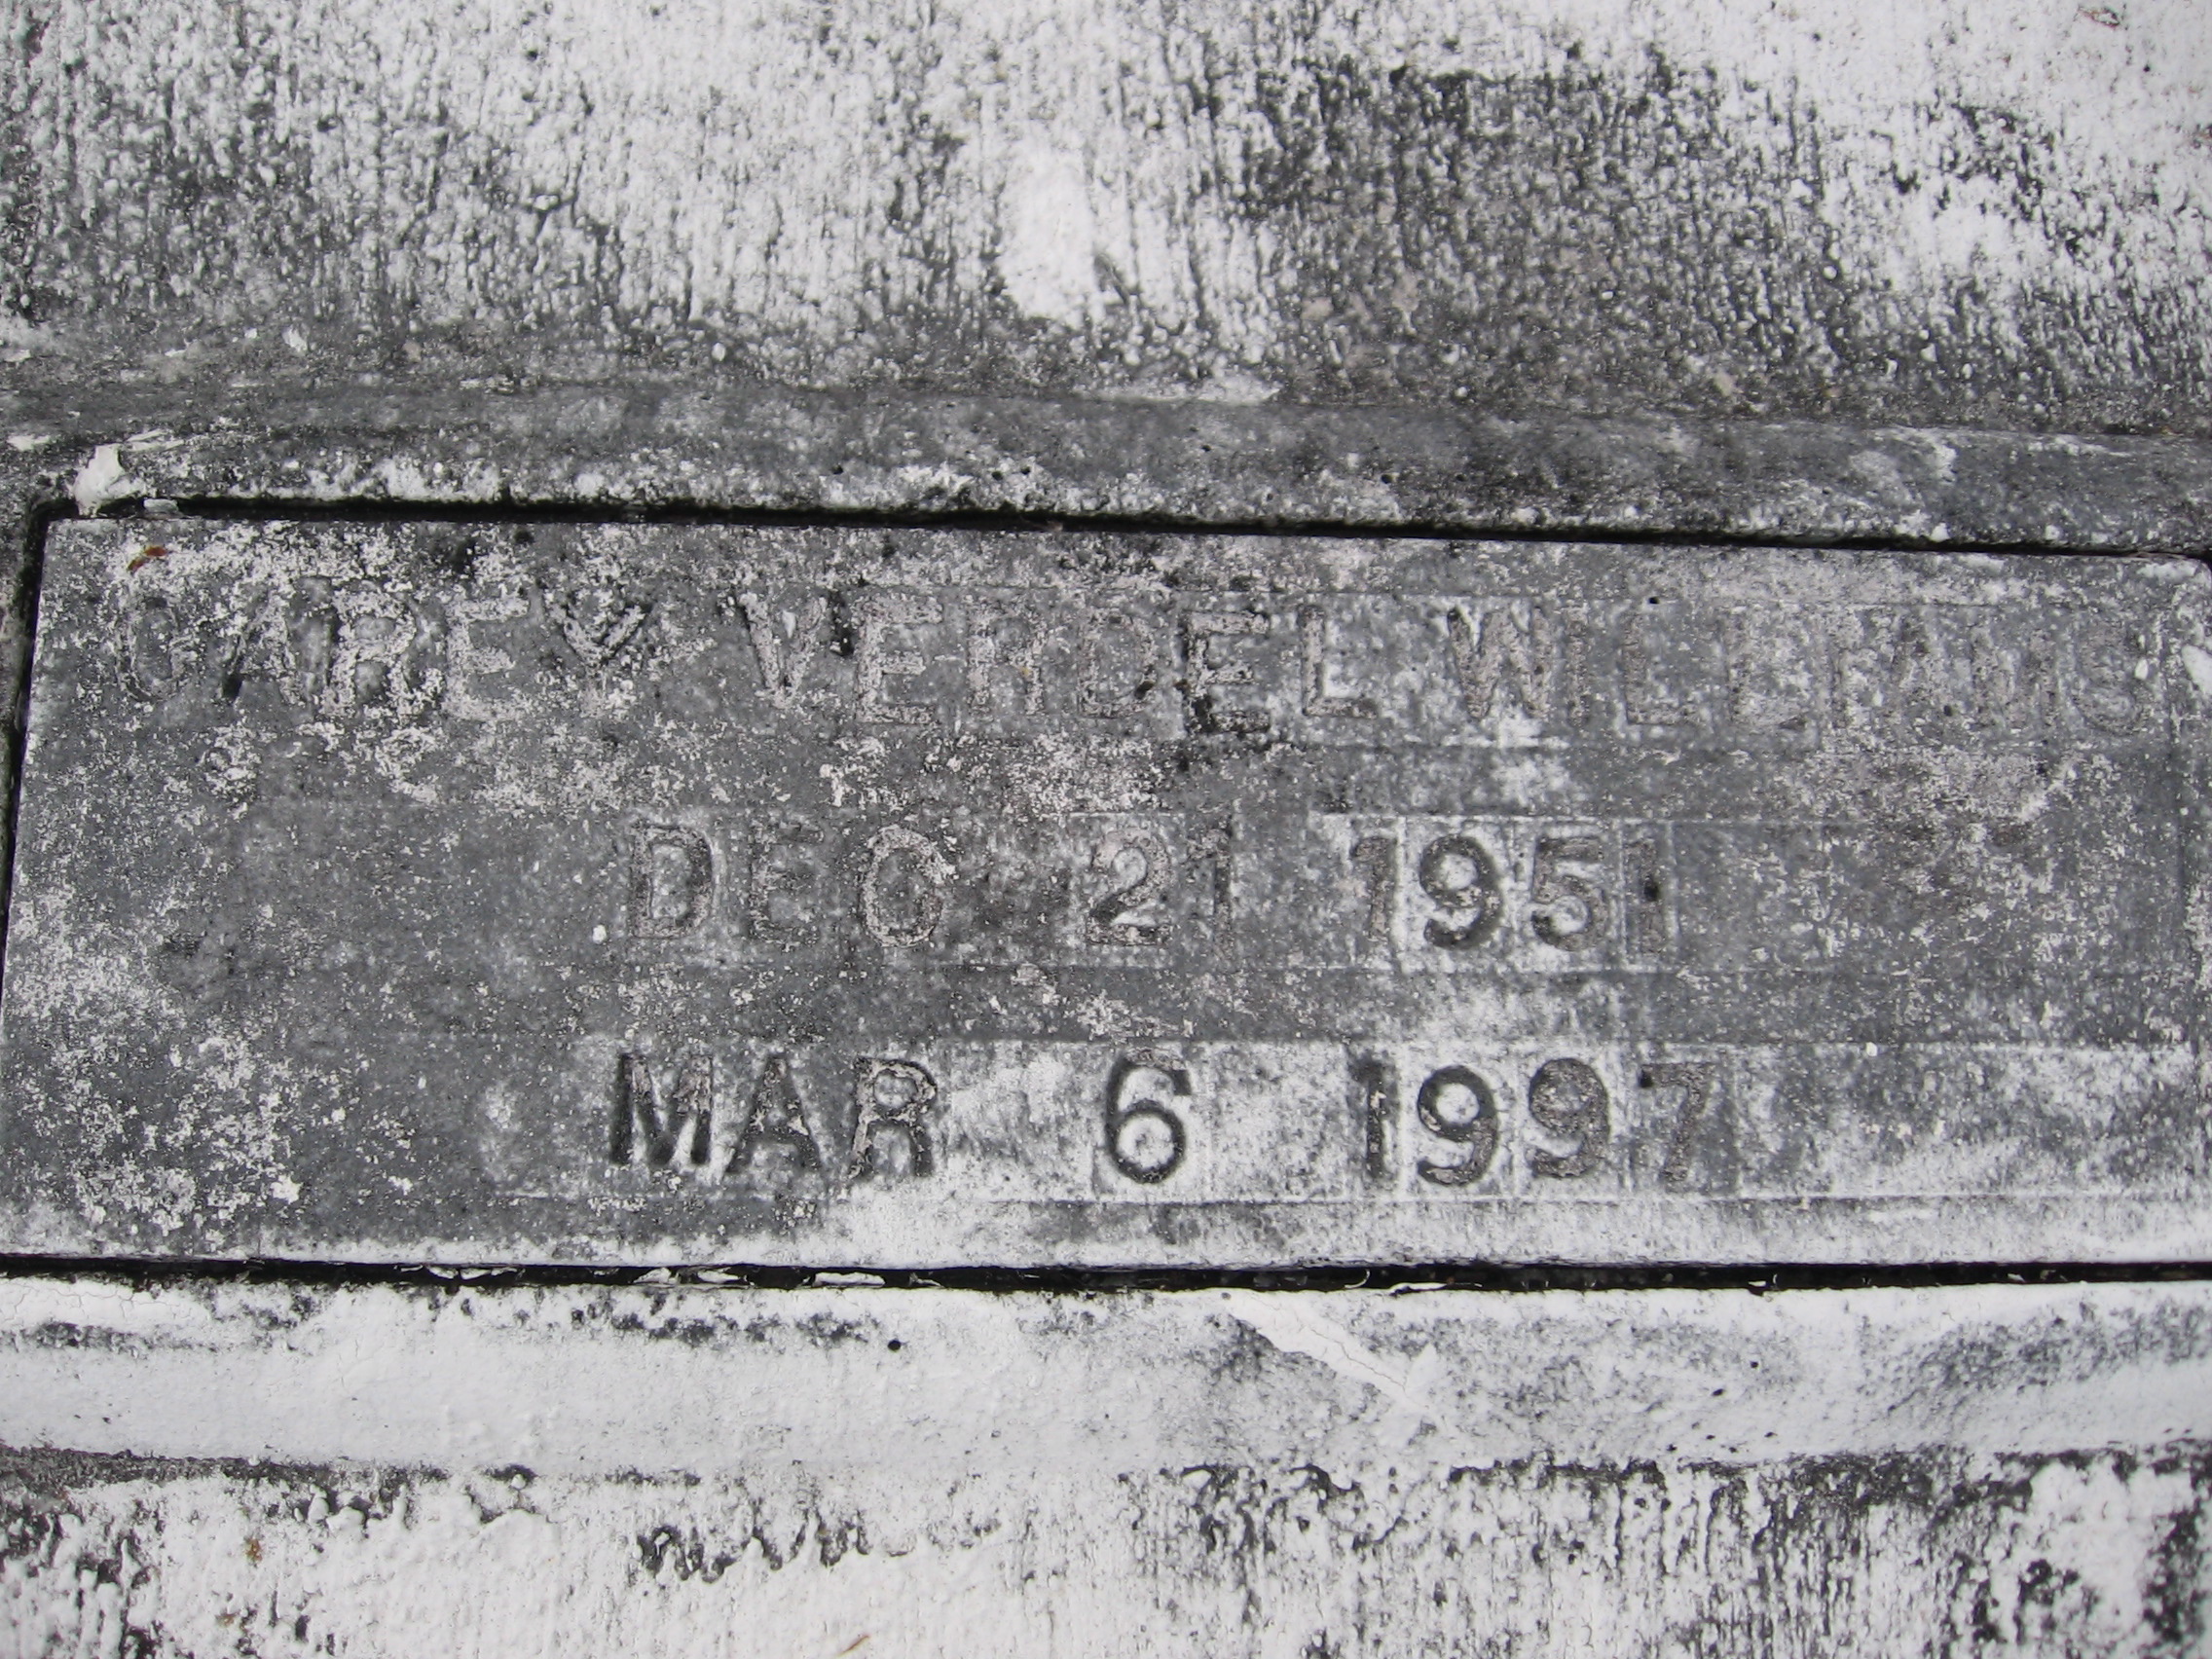 CAREY VERDEL WILLIAMS
DEC 21 1951
MAR 6 1997